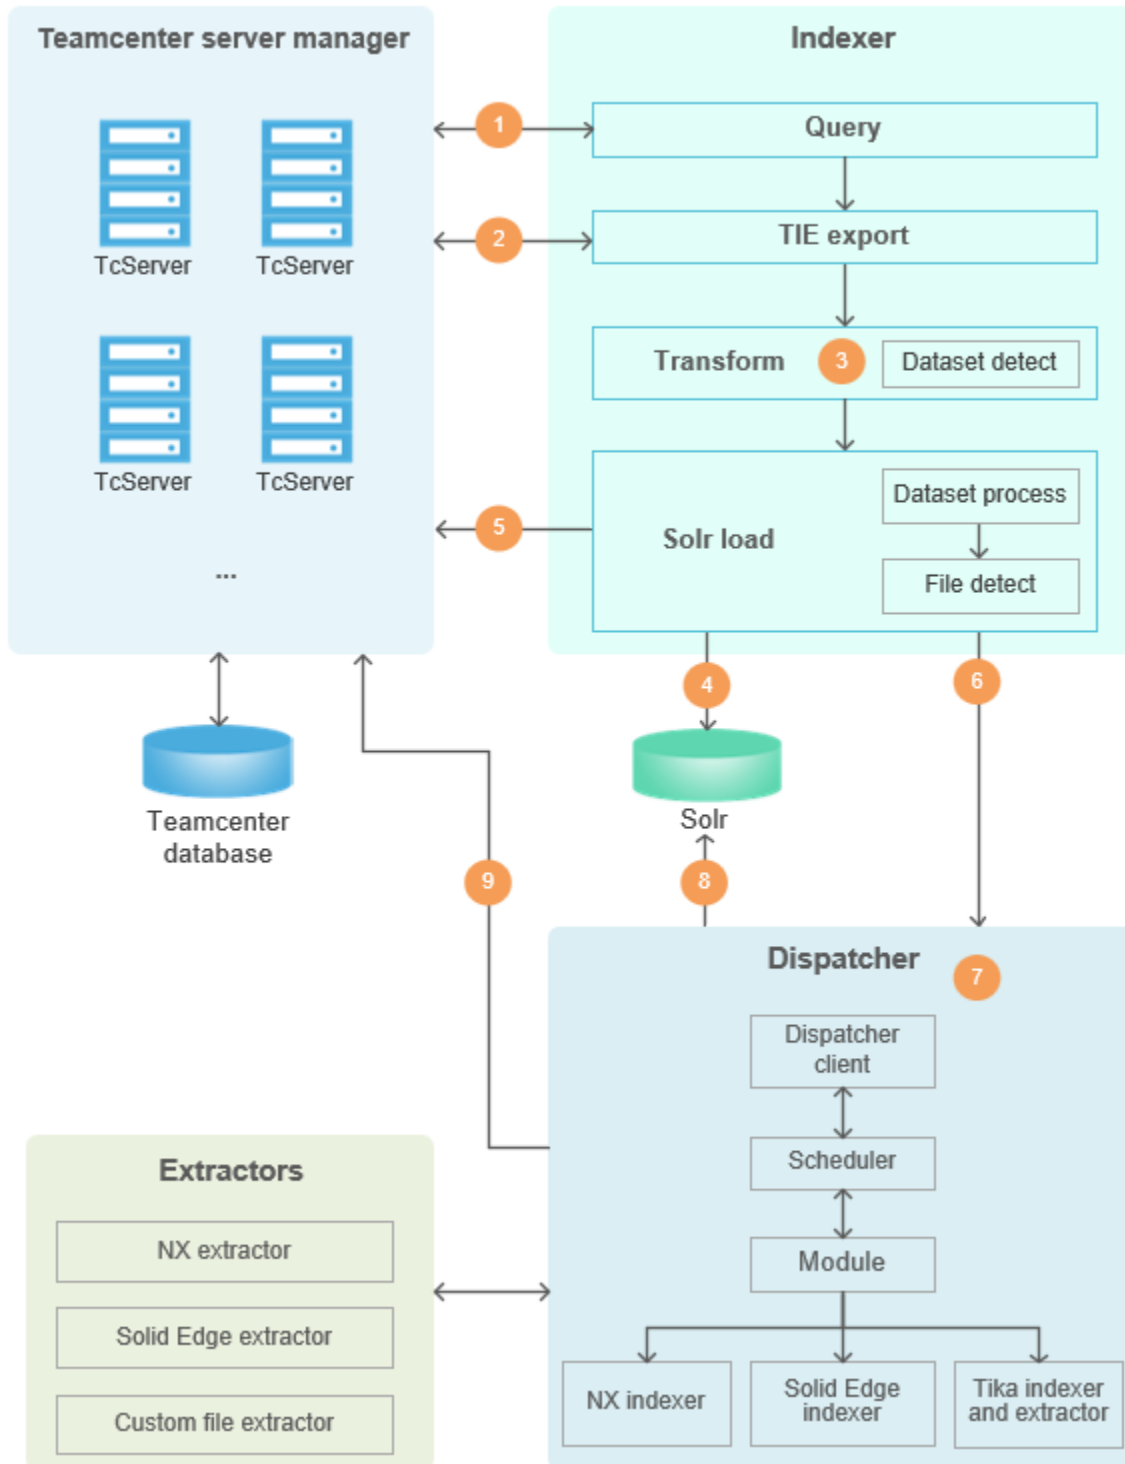 Teamcenter server manager
TcServer
TcServer
TcServer
TcServer
...
Teamcenter
database
1
2
5
Indexer
Query
TIE export
Transform
3
Dataset detect
Solr load
Dataset process
File detect
4
6
Solr
9
8
Dispatcher
7
Dispatcher
client
Scheduler
Module
NX indexer
Solid Edge
indexer
Tika indexer
and extractor
Extractors
NX extractor
Solid Edge extractor
Custom file extractor